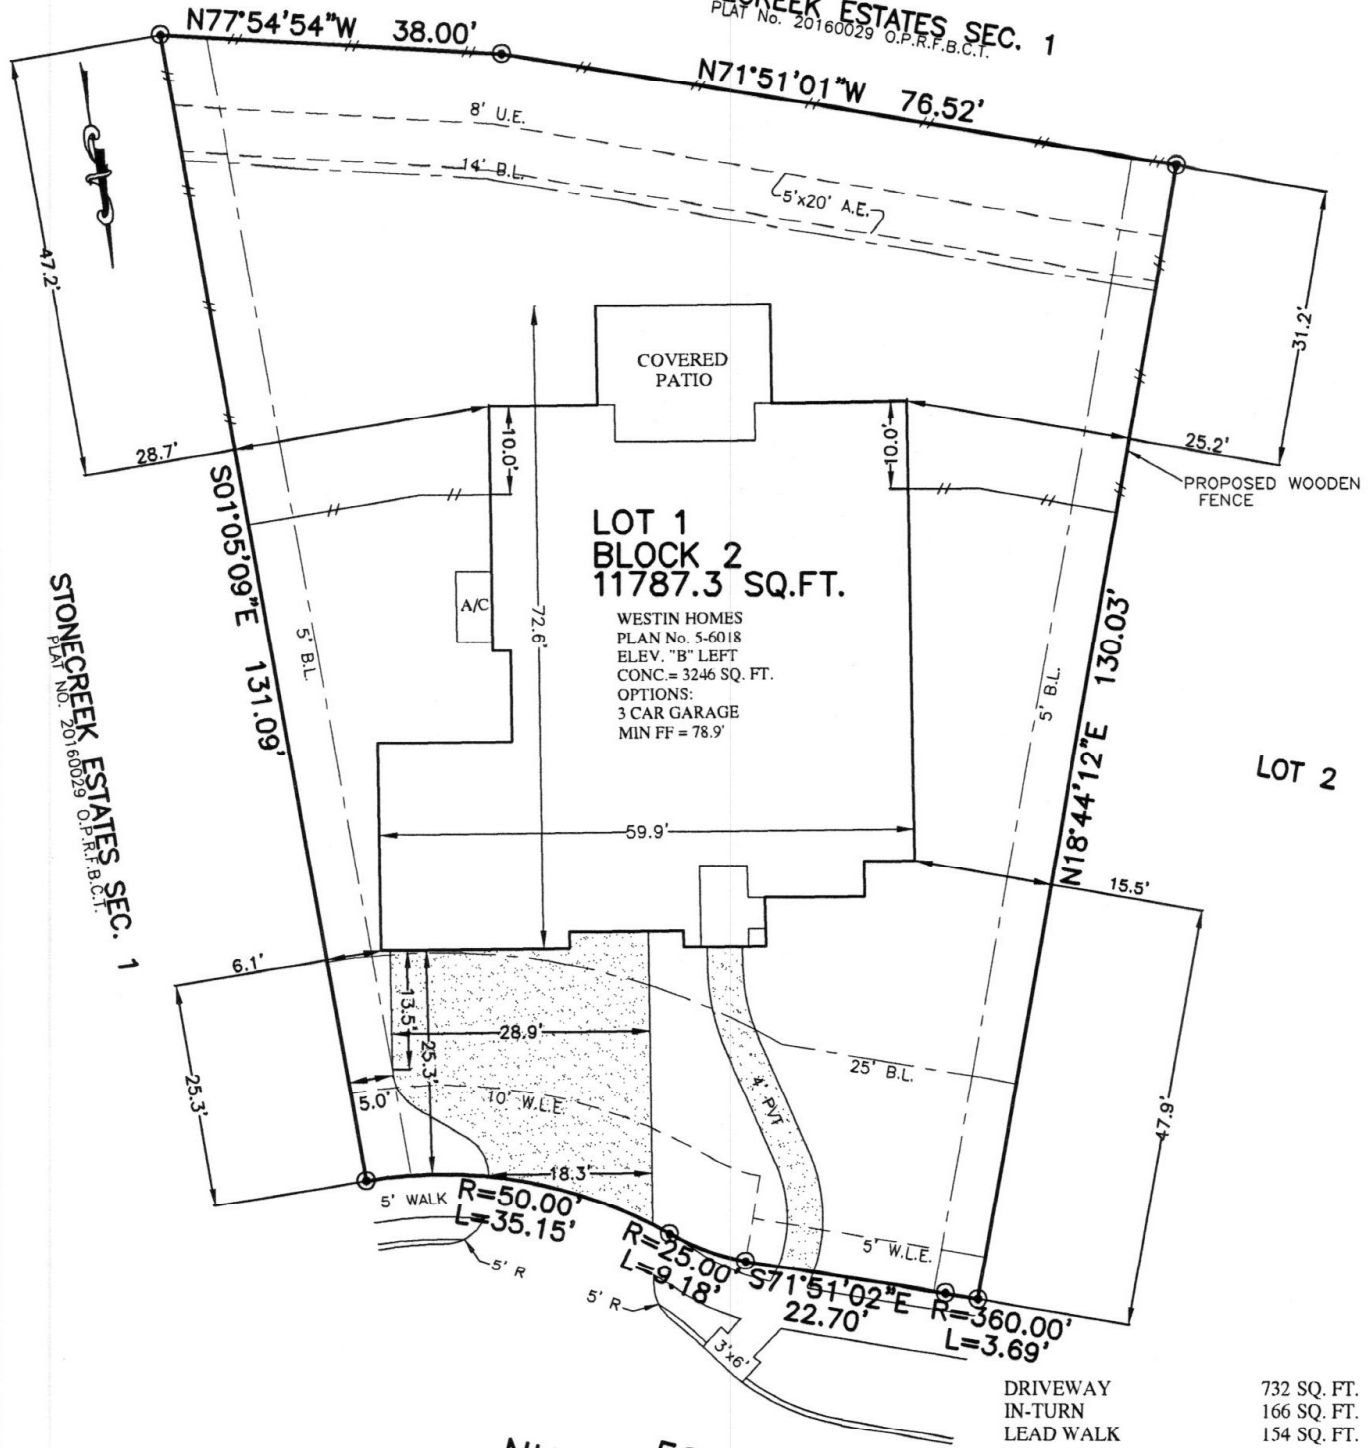 ESTATES SEC. 1
PLAT No. 20160029 O.P.R.F.B.C.T.
N77°54'54"W 38.00'
N71°51'01"W 76.52'
8' U.E.
14' B.L.
5'x20' A.E.
47.2'
31.2'
COVERED
PATIO
28.7'
10.0'
10.0'
25.2'
PROPOSED WOODEN
FENCE
S01°05'09"E 131.09'
LOT 1
BLOCK 2
11787.3 SQ.FT.
WESTIN HOMES
PLAN No. 5-6018
ELEV. "B" LEFT
CONC.= 3246 SQ. FT.
OPTIONS:
3 CAR GARAGE
MIN FF = 78.9'
A/C
72.6'
5' B.L.
5' B.L.
N18°44'12"E 130.03'
STONECREEK ESTATES SEC. 1
PLAT NO. 20160029 O.P.R.F.B.C.T.
LOT 2
59.9'
15.5'
6.1'
13.5'
28.9'
25.3'
25.3'
5.0'
10' W.L.E.
4' PVT
25' B.L.
47.9'
18.3'
5' WALK
R=50.00'
L=35.15'
5' R
R=25.00'
L=9.18'
5' W.L.E.
S71°51'02"E
22.70'
R=360.00'
L=3.69'
5' R
3'x6'
DRIVEWAY 732 SQ. FT.
IN-TURN 166 SQ. FT.
LEAD WALK 154 SQ. FT.